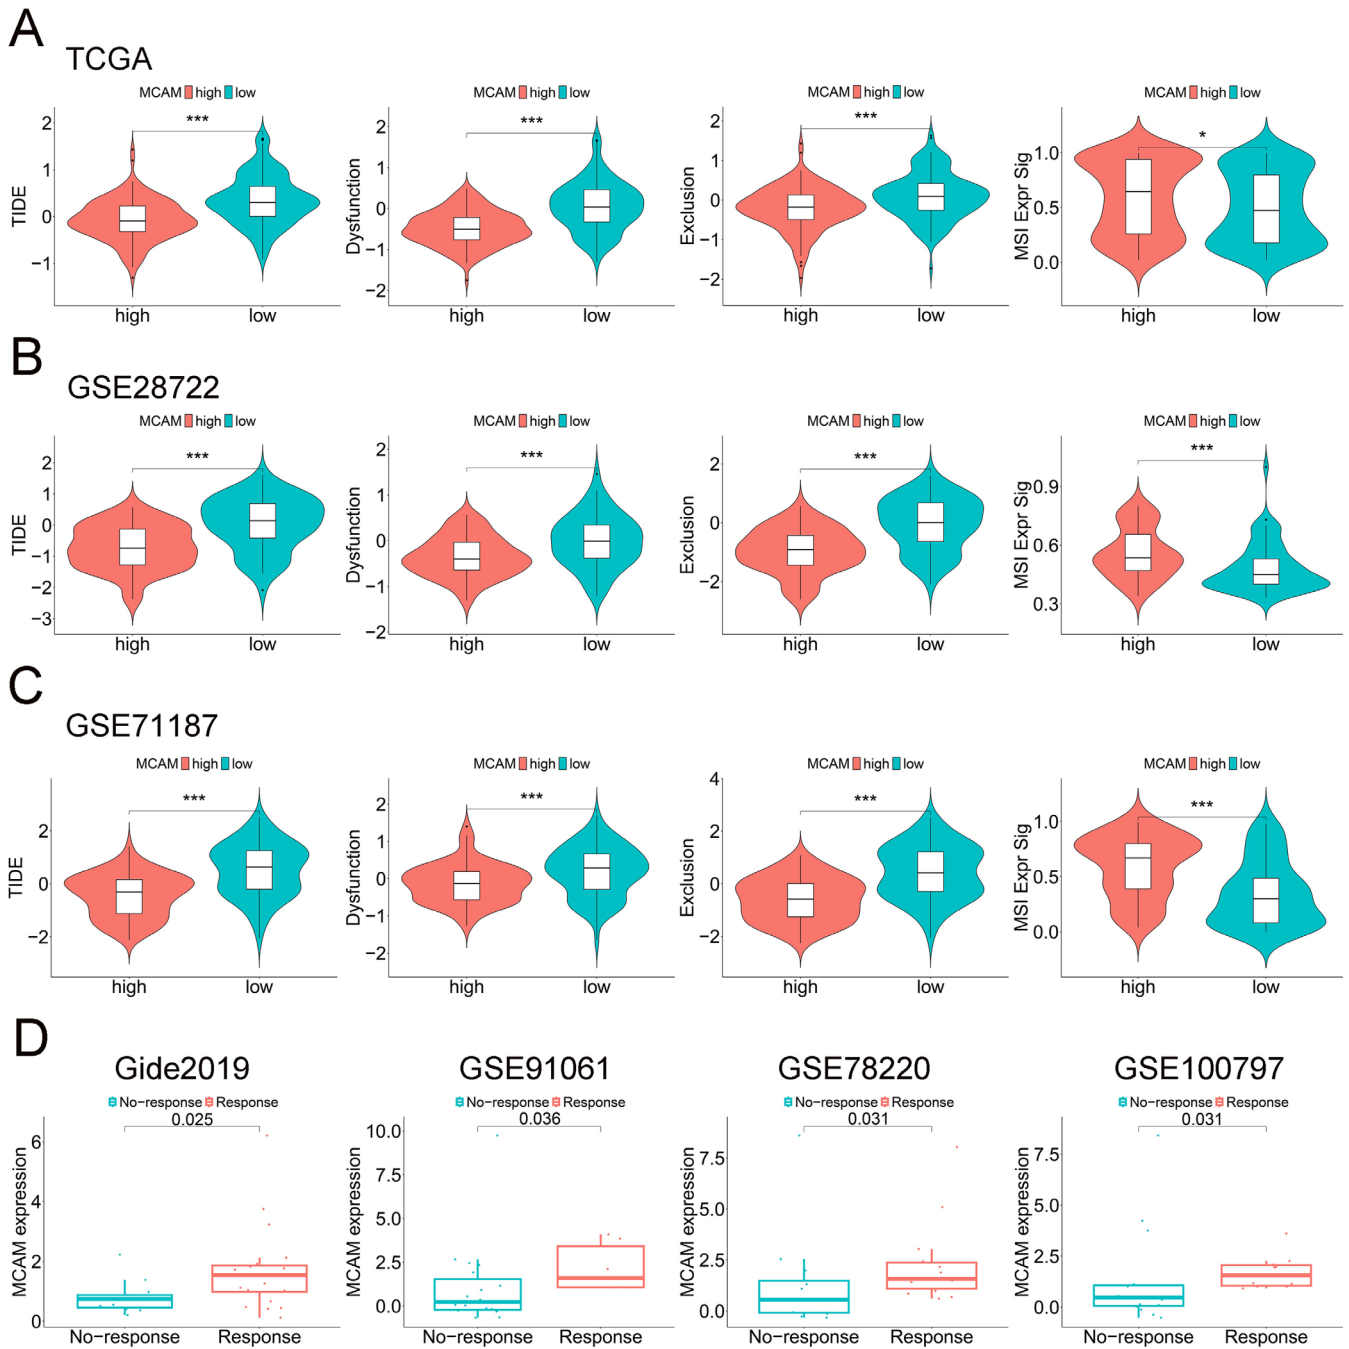 A
TCGA
MCAM high low
MCAM high low
MCAM high low
MCAM high low
TIDE
2
1
0
−1
***
high low
Dysfunction
2
1
0
−1
−2
***
high low
Exclusion
2
1
0
−1
−2
***
high low
MSI Expr Sig
1.0
0.5
0.0
*
high low
B
GSE28722
MCAM high low
MCAM high low
MCAM high low
MCAM high low
TIDE
2
1
0
−1
−2
−3
***
high low
Dysfunction
2
1
0
−1
−2
***
high low
Exclusion
2
0
−2
***
high low
MSI Expr Sig
0.9
0.6
0.3
***
high low
C
GSE71187
MCAM high low
MCAM high low
MCAM high low
MCAM high low
TIDE
2
0
−2
***
high low
Dysfunction
2
1
0
−1
−2
***
high low
Exclusion
4
2
0
−2
***
high low
MSI Expr Sig
1.0
0.5
0.0
***
high low
D
Gide2019
No−response Response
0.025
MCAM expression
6
4
2
0
No−response Response
GSE91061
No−response Response
0.036
MCAM expression
10.0
7.5
5.0
2.5
0.0
No−response Response
GSE78220
No−response Response
0.031
MCAM expression
7.5
5.0
2.5
0.0
No−response Response
GSE100797
No−response Response
0.031
MCAM expression
7.5
5.0
2.5
0.0
No−response Response